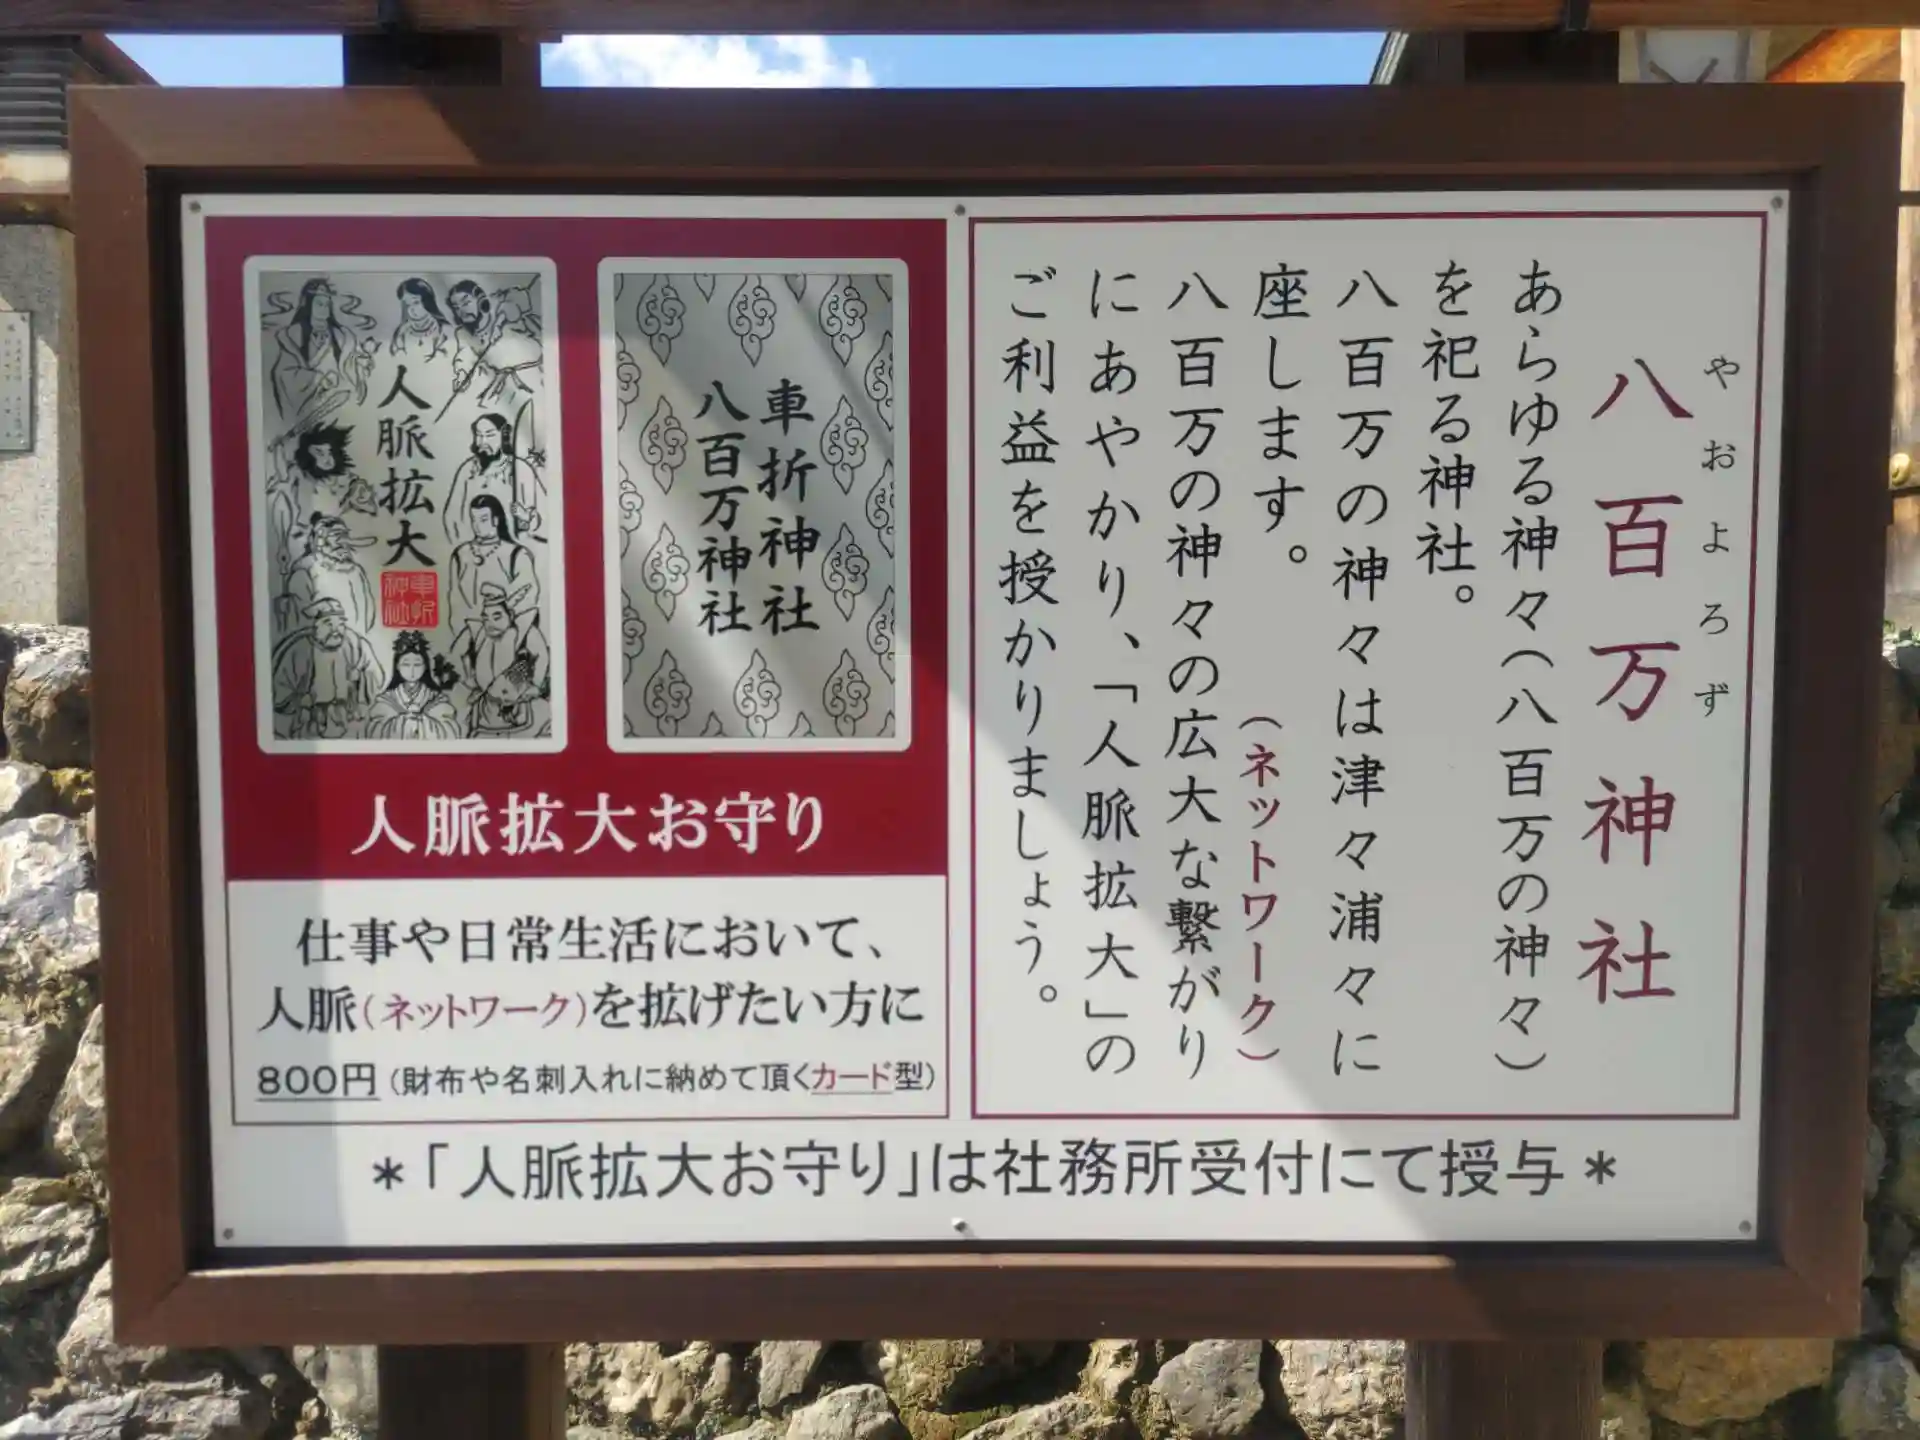 八百万神社
やおよろず
あらゆる神々(八百万の神々)
を祀る神社。
八百万の神々は津々浦々に
座します。
(ネットワーク)
八百万の神々の広大な繋がり
にあやかり、「人脈拡大」の
ご利益を授かりましょう。
人脈拡大
車折
神社
車折神社
八百万神社
人脈拡大お守り
仕事や日常生活において、
人脈(ネットワーク)を拡げたい方に
800円(財布や名刺入れに納めて頂くカード型)
*「人脈拡大お守り」は社務所受付にて授与*